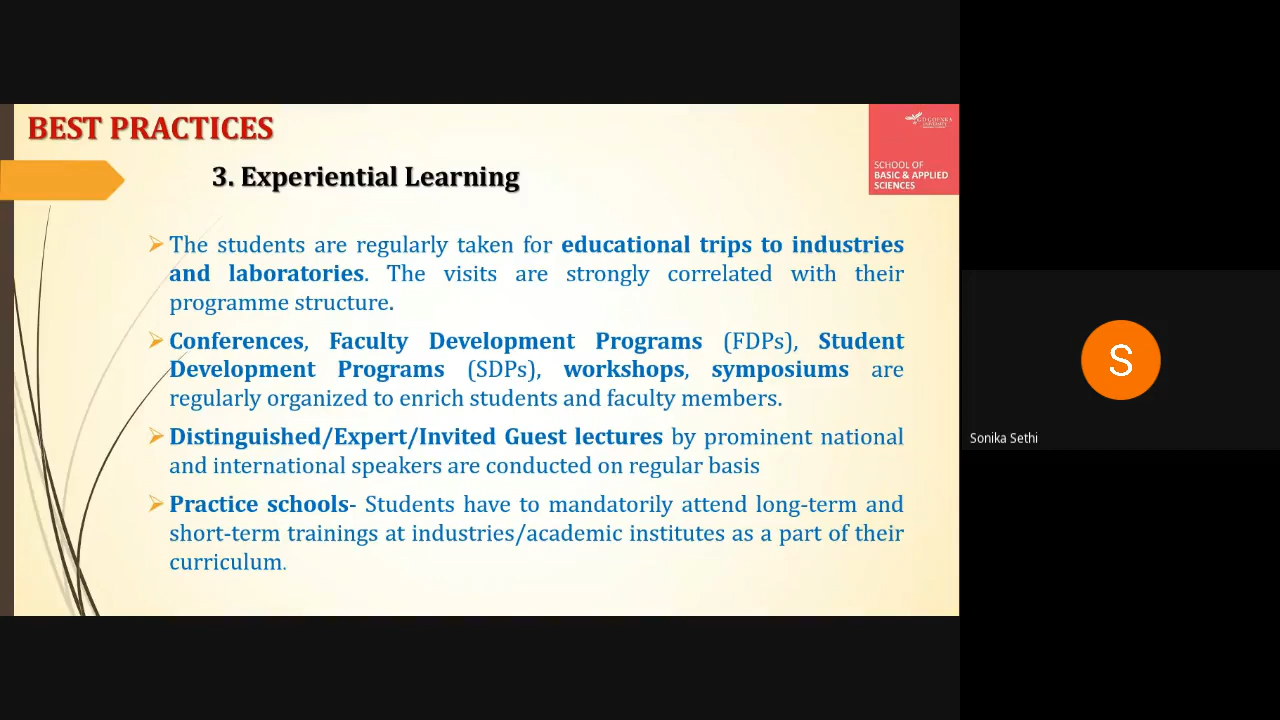 BEST PRACTICES
3. Experiential Learning
SCHOOL OF
BASIC & APPLIED
SCIENCES
The students are regularly taken for educational trips to industries
and laboratories. The visits are strongly correlated with their
programme structure.
Conferences, Faculty Development Programs (FDPs), Student
Development Programs (SDPs), workshops, symposiums are
regularly organized to enrich students and faculty members.
Distinguished/Expert/Invited Guest lectures by prominent national
and international speakers are conducted on regular basis
Practice schools- Students have to mandatorily attend long-term and
short-term trainings at industries/academic institutes as a part of their
curriculum.
S
Sonika Sethi